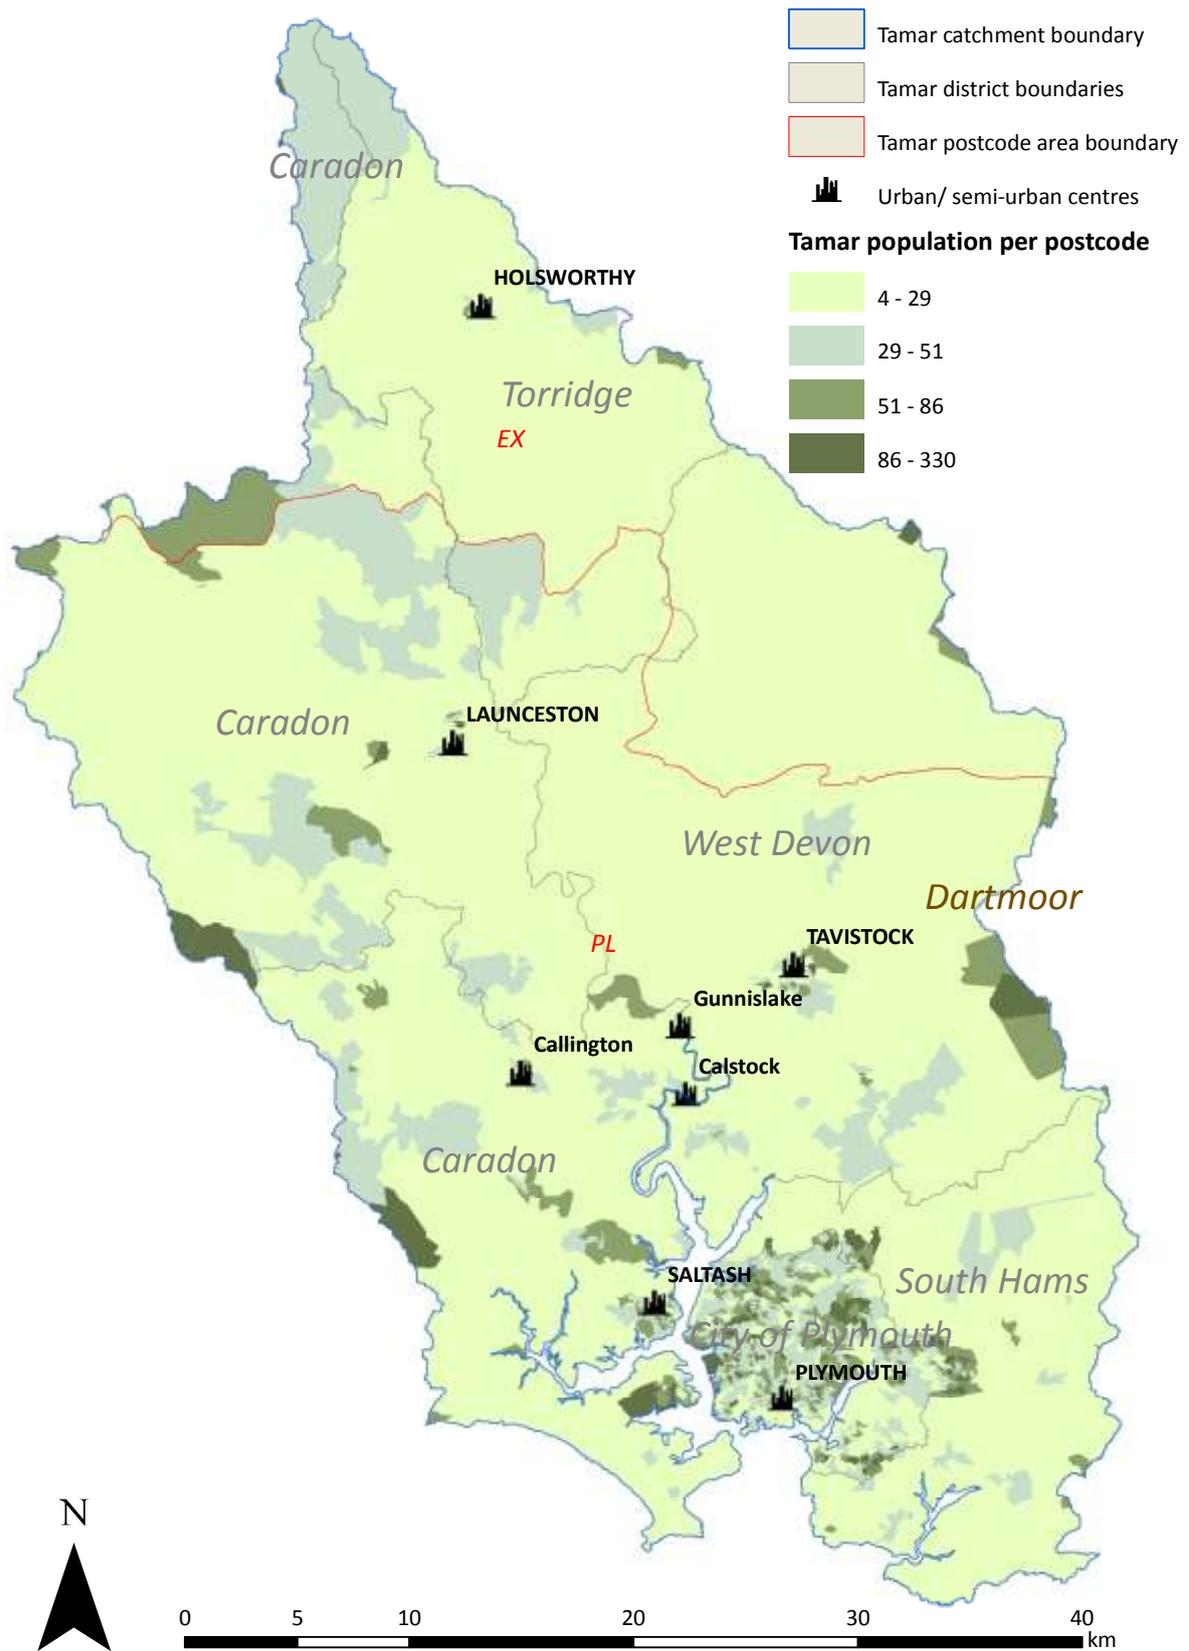 Tamar catchment boundary
Tamar district boundaries
Tamar postcode area boundary
Urban/ semi-urban centres
Tamar population per postcode
4 - 29
29 - 51
51 - 86
86 - 330
Caradon
HOLSWORTHY
Torridge
EX
LAUNCESTON
Caradon
West Devon
Dartmoor
TAVISTOCK
PL
Gunnislake
Callington
Calstock
Caradon
SALTASH
South Hams
City of Plymouth
PLYMOUTH
N
0 5 10 20 30 40
km